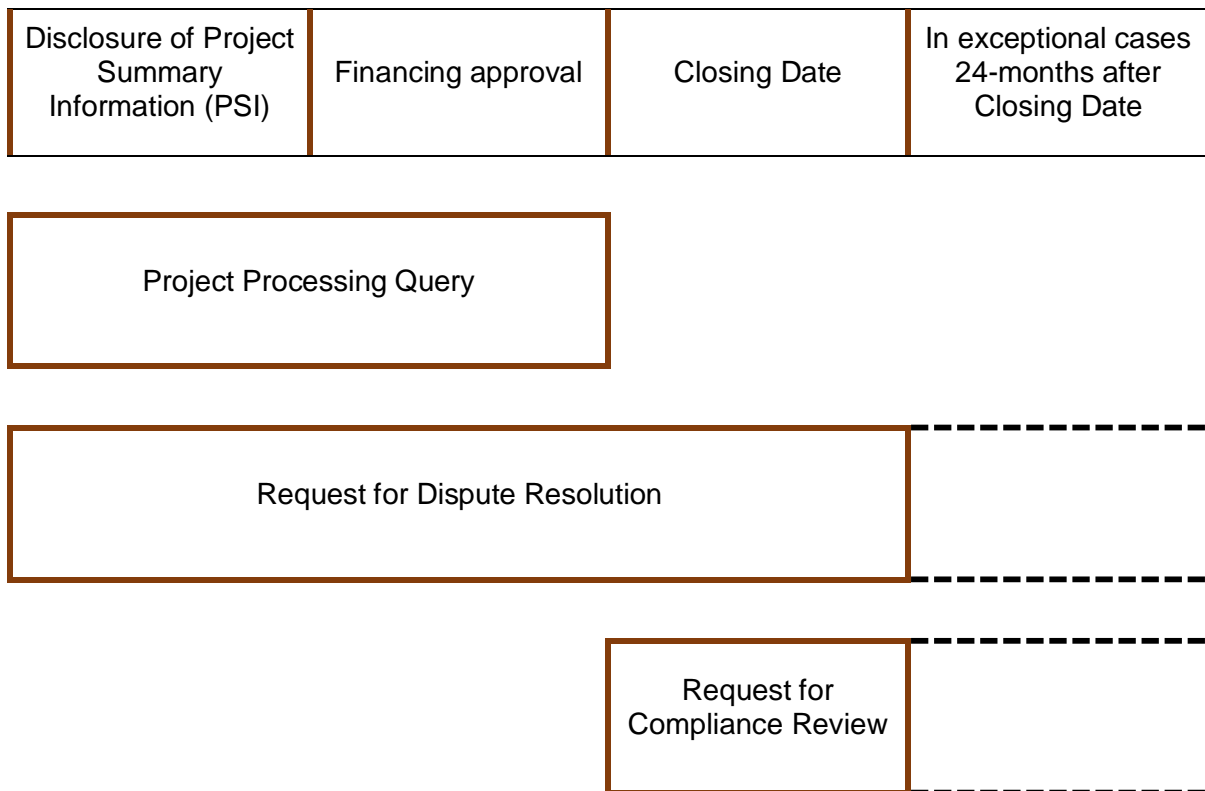 Disclosure of Project
Summary
Information (PSI)
Financing approval
Closing Date
In exceptional cases
24-months after
Closing Date
Project Processing Query
Request for Dispute Resolution
Request for
Compliance Review